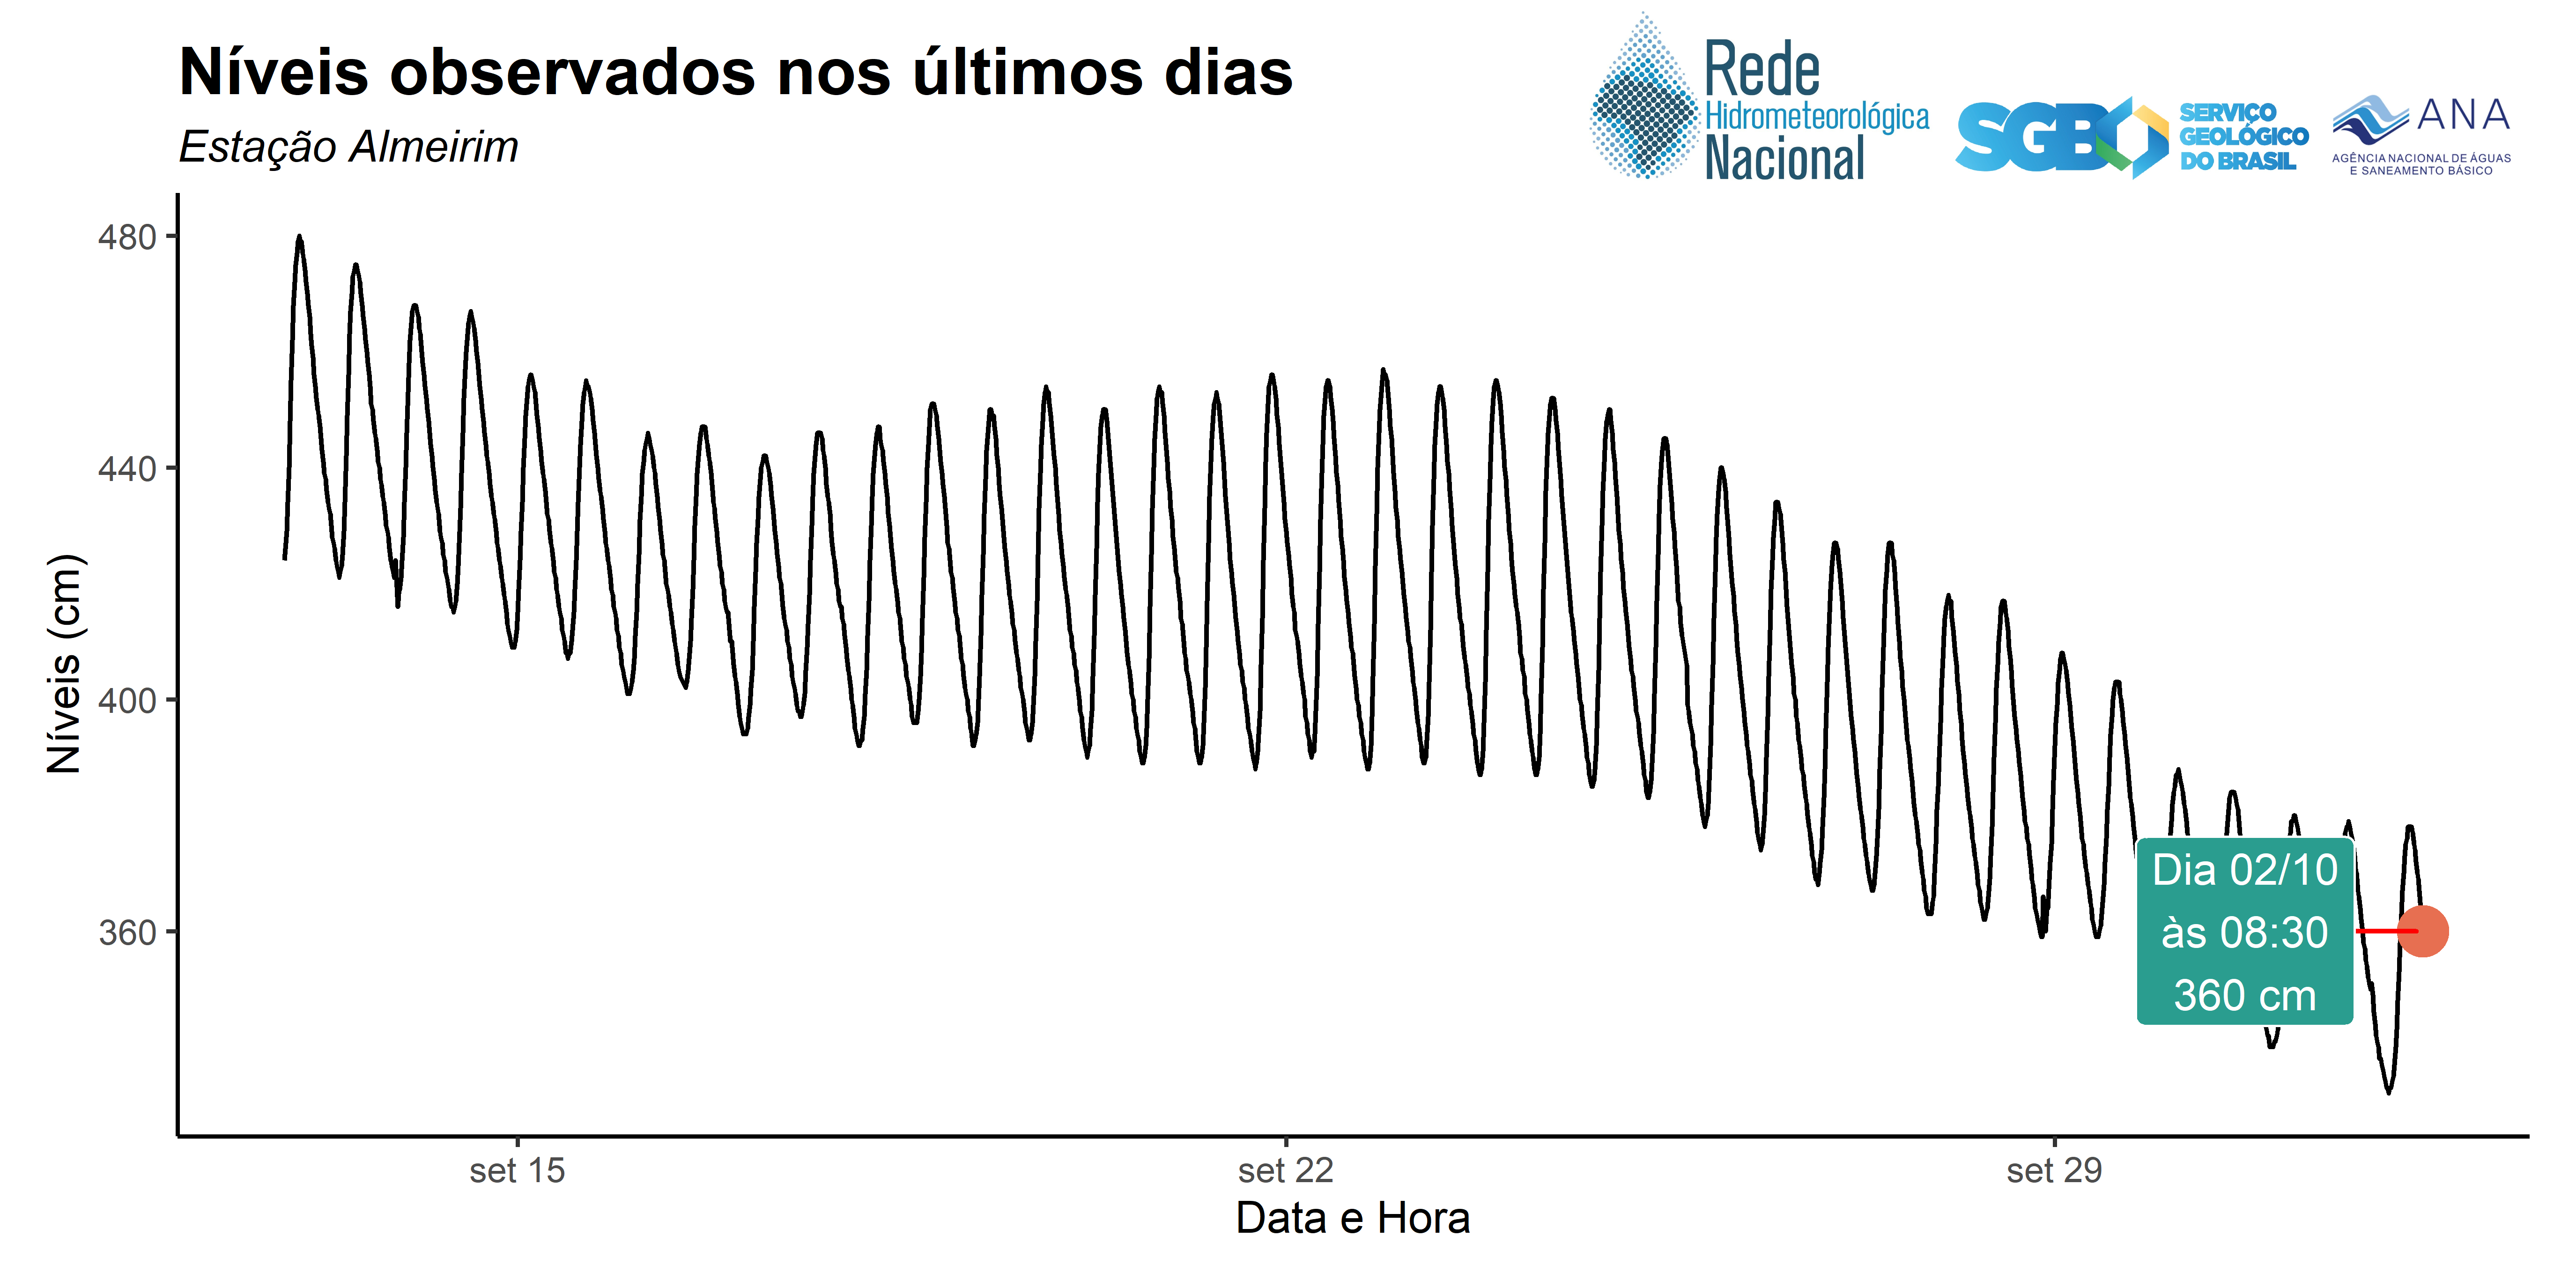 Níveis observados nos últimos dias
Estação Almeirim
Rede
Hidrometeorológica
Nacional
SGB
SERVIÇO
GEOLÓGICO
DO BRASIL
ANA
AGÊNCIA NACIONAL DE ÁGUAS
E SANEAMENTO BÁSICO
480
440
400
360
Níveis (cm)
Dia 02/10
às 08:30
360 cm
set 15
set 22
set 29
Data e Hora